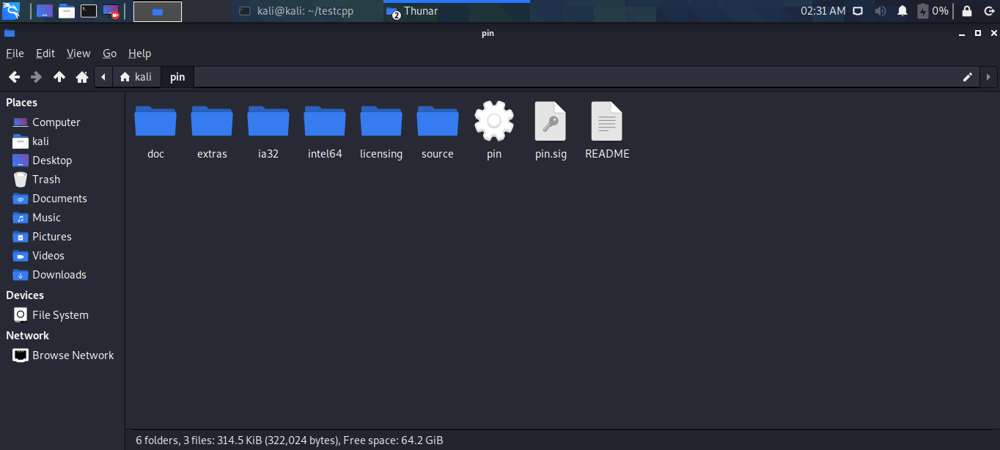 kali@kali: ~/testcpp 2 Thunar 02:31 AM 0%
pin
File Edit View Go Help
kali pin
Places
Computer
kali
Desktop
Trash
Documents
Music
Pictures
Videos
Downloads
Devices
File System
Network
Browse Network
doc extras ia32 intel64 licensing source pin pin.sig README
6 folders, 3 files: 314.5 KiB (322,024 bytes), Free space: 64.2 GiB